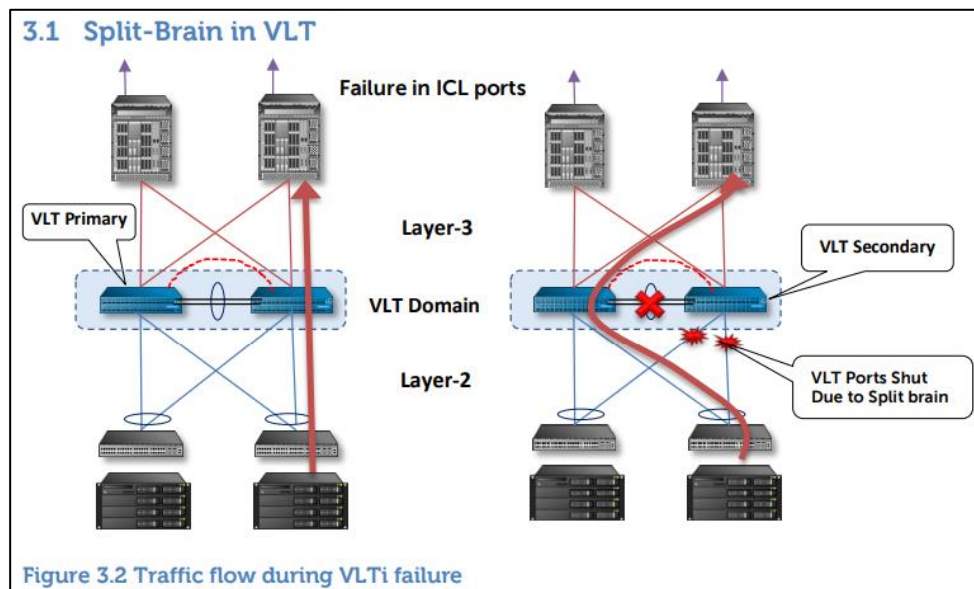 3.1 Split-Brain in VLT
Failure in ICL ports
VLT Primary
Layer-3
VLT Secondary
VLT Domain
Layer-2
VLT Ports Shut
Due to Split brain
Figure 3.2 Traffic flow during VLTi failure